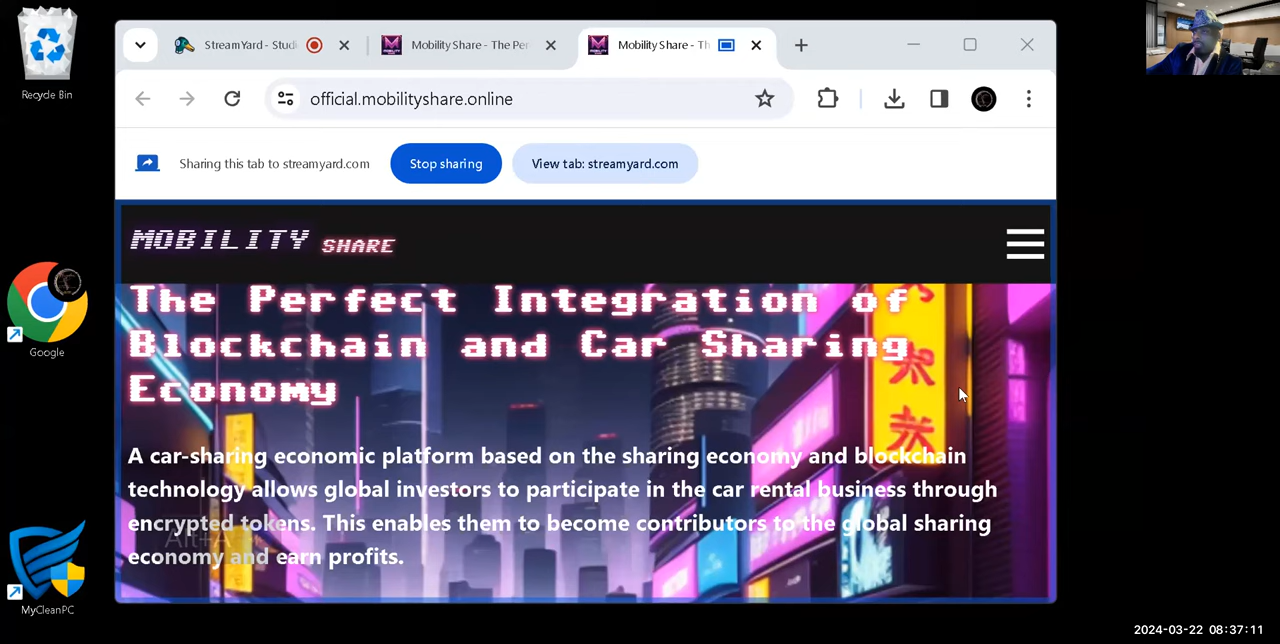 Recycle Bin
Google
MyCleanPC
StreamYard - Studi
Mobility Share - The Per
Mobility Share - Th
official.mobilityshare.online
Sharing this tab to streamyard.com
Stop sharing
View tab: streamyard.com
MOBILITY SHARE
The Perfect Integration of
Blockchain and Car Sharing
Economy
A car-sharing economic platform based on the sharing economy and blockchain
technology allows global investors to participate in the car rental business through
encrypted tokens. This enables them to become contributors to the global sharing
economy and earn profits.
Alt+A
2024-03-22 08:37:11